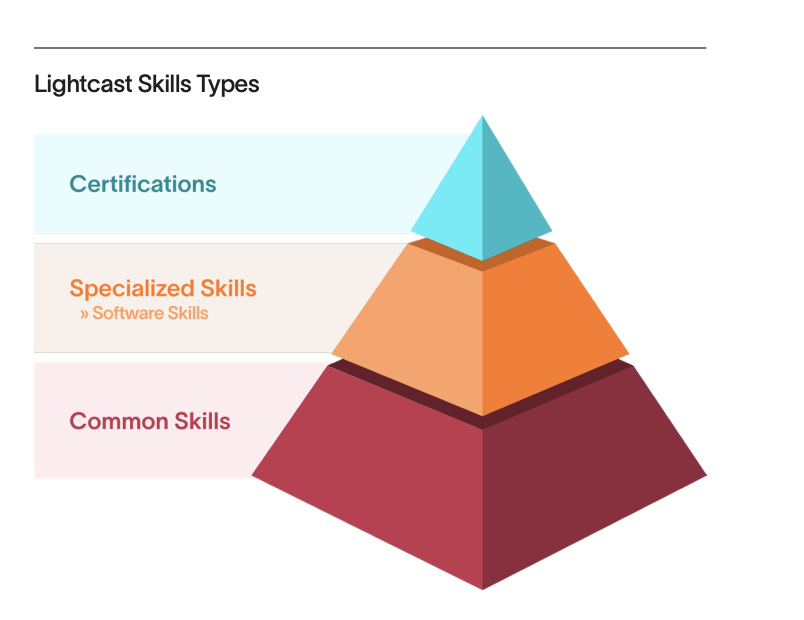 Lightcast Skills Types
Certifications
Specialized Skills
» Software Skills
Common Skills